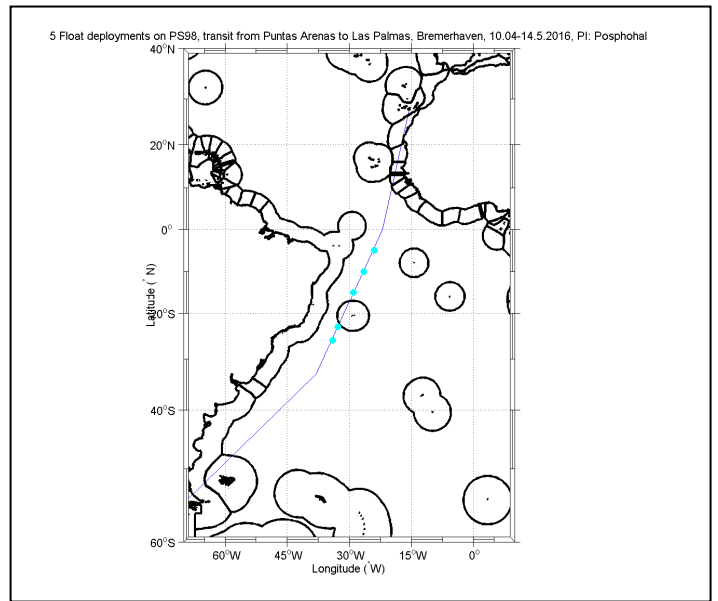 5 Float deployments on PS98, transit from Puntas Arenas to Las Palmas, Bremerhaven, 10.04-14.5.2016, PI: Posphohal
40°N
20°N
0°
20°S
40°S
60°S
Latitude (° N)
60°W
45°W
30°W
15°W
0°
Longitude (°W)